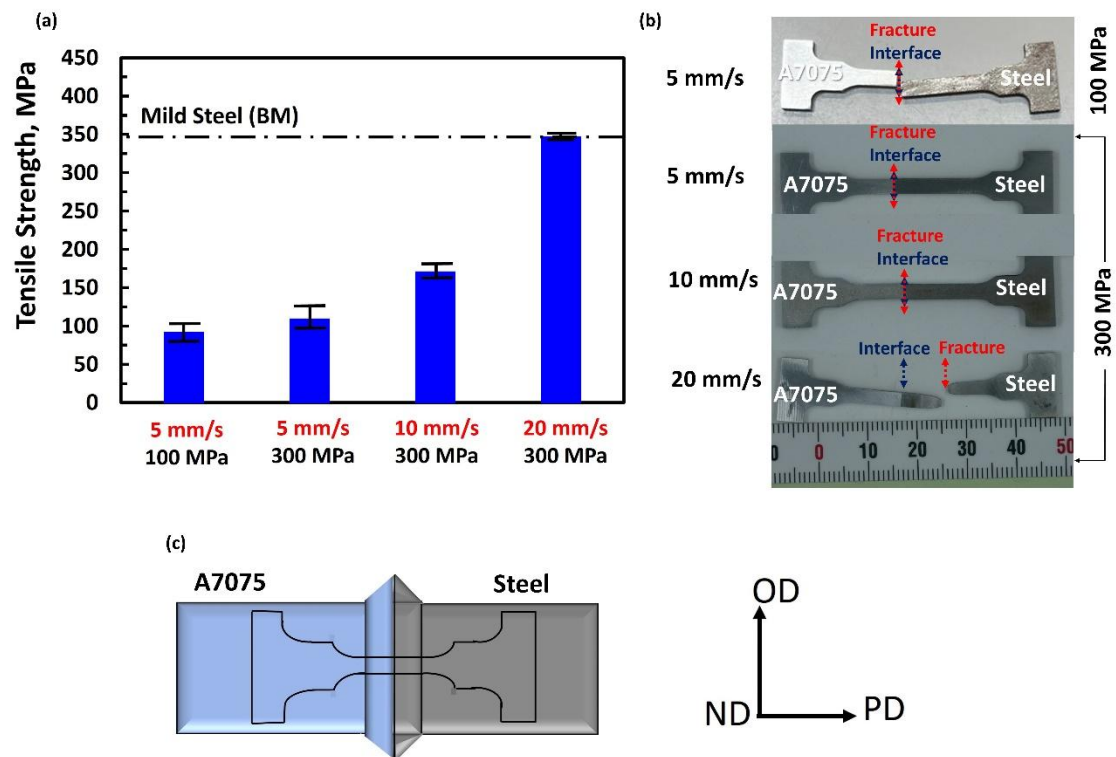 (a)
450
400
350
300
250
200
150
100
50
0
Tensile Strength, MPa
Mild Steel (BM)
5 mm/s
100 MPa
5 mm/s
300 MPa
10 mm/s
300 MPa
20 mm/s
300 MPa
(b)
5 mm/s
Fracture
Interface
A7075
Steel
100 MPa
5 mm/s
Fracture
Interface
A7075
Steel
10 mm/s
Fracture
Interface
A7075
Steel
20 mm/s
Interface
Fracture
A7075
Steel
300 MPa
0 10 20 30 40 50
(c)
A7075
Steel
OD
ND
PD